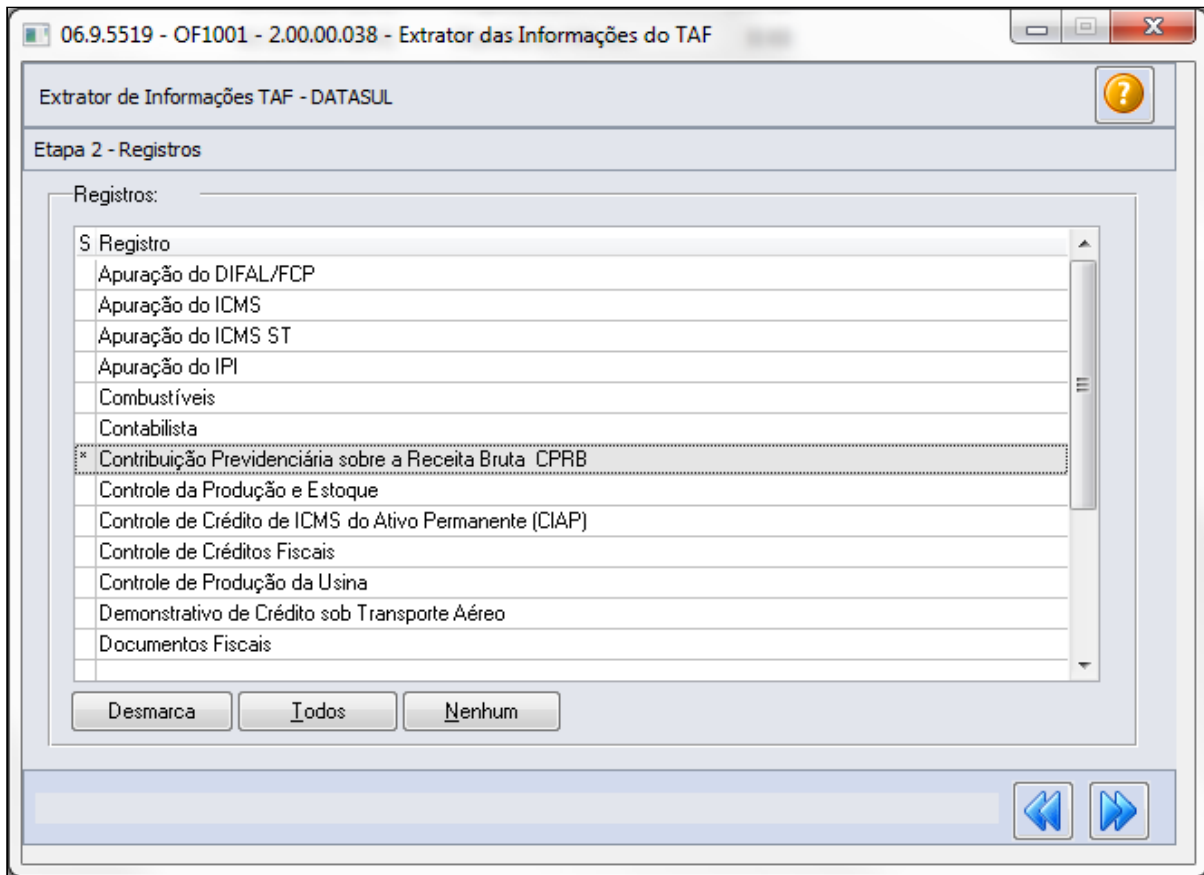 06.9.5519 - OF1001 - 2.00.00.038 - Extrator das Informações do TAF
Extrator de Informações TAF - DATASUL
?
Etapa 2 - Registros
Registros:
S Registro
Apuração do DIFAL/FCP
Apuração do ICMS
Apuração do ICMS ST
Apuração do IPI
Combustíveis
Contabilista
* Contribuição Previdenciária sobre a Receita Bruta  CPRB
Controle da Produção e Estoque
Controle de Crédito de ICMS do Ativo Permanente (CIAP)
Controle de Créditos Fiscais
Controle de Produção da Usina
Demonstrativo de Crédito sob Transporte Aéreo
Documentos Fiscais
Desmarca Todos Nenhum